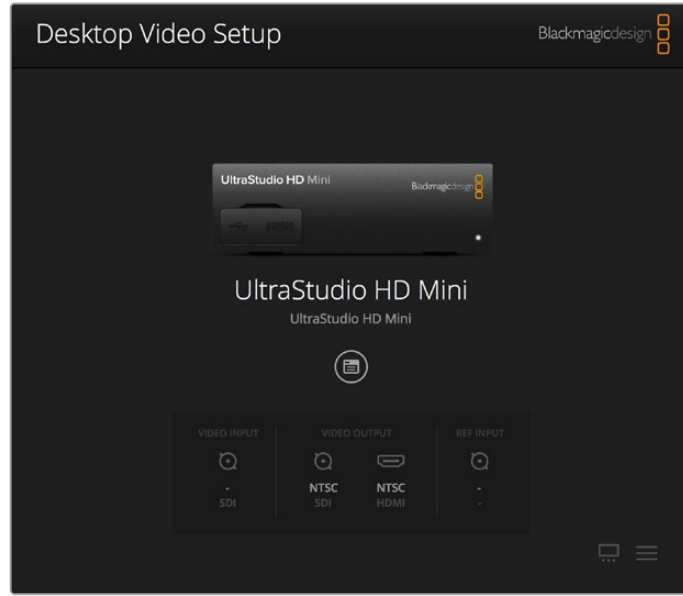 Desktop Video Setup
Blackmagicdesign
UltraStudio HD Mini
Blackmagicdesign
UltraStudio HD Mini
UltraStudio HD Mini
VIDEO INPUT VIDEO OUTPUT REF INPUT
- NTSC NTSC -
SDI SDI HDMI -